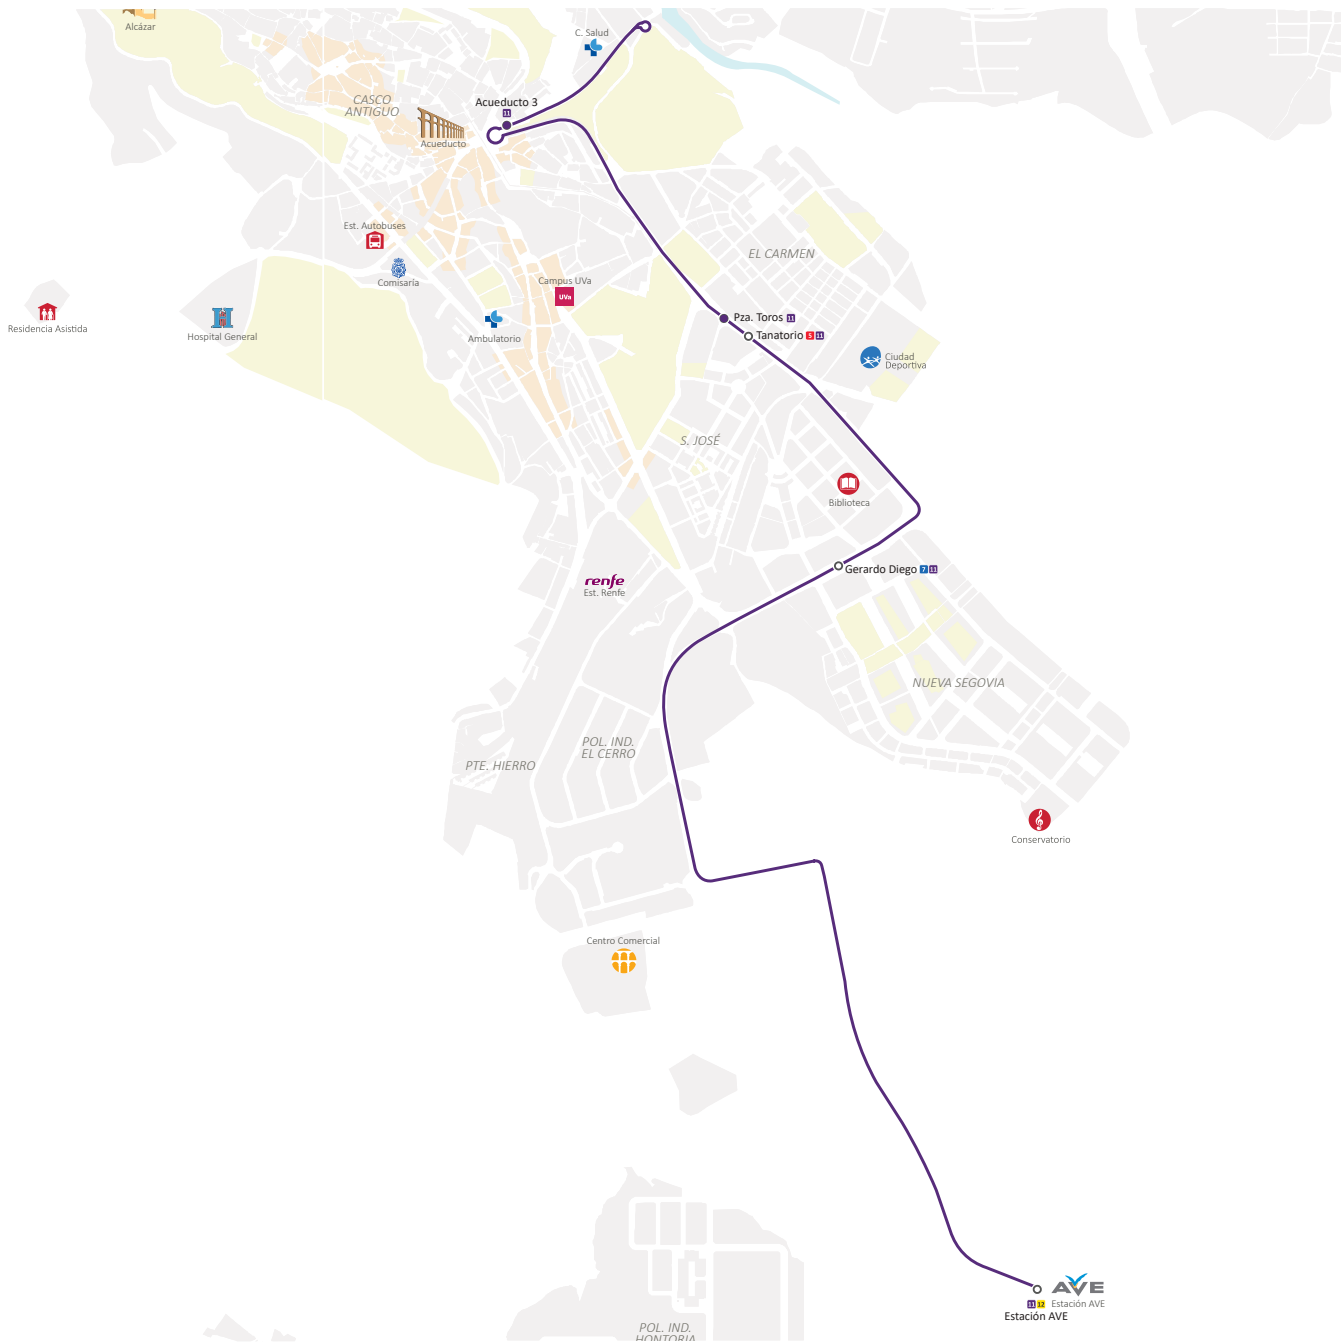 Alcázar
C. Salud
CASCO
ANTIGUO
Acueducto 3
11
Acueducto
Est. Autobuses
EL CARMEN
Comisaría
Campus UVa
UVa
Residencia Asistida
Hospital General
Ambulatorio
Pza. Toros 11
Tanatorio 5 11
Ciudad
Deportiva
S. JOSÉ
Biblioteca
Gerardo Diego 7 11
renfe
Est. Renfe
NUEVA SEGOVIA
POL. IND.
EL CERRO
PTE. HIERRO
Conservatorio
Centro Comercial
AVE
11 12 Estación AVE
Estación AVE
POL. IND.
HONTORIA